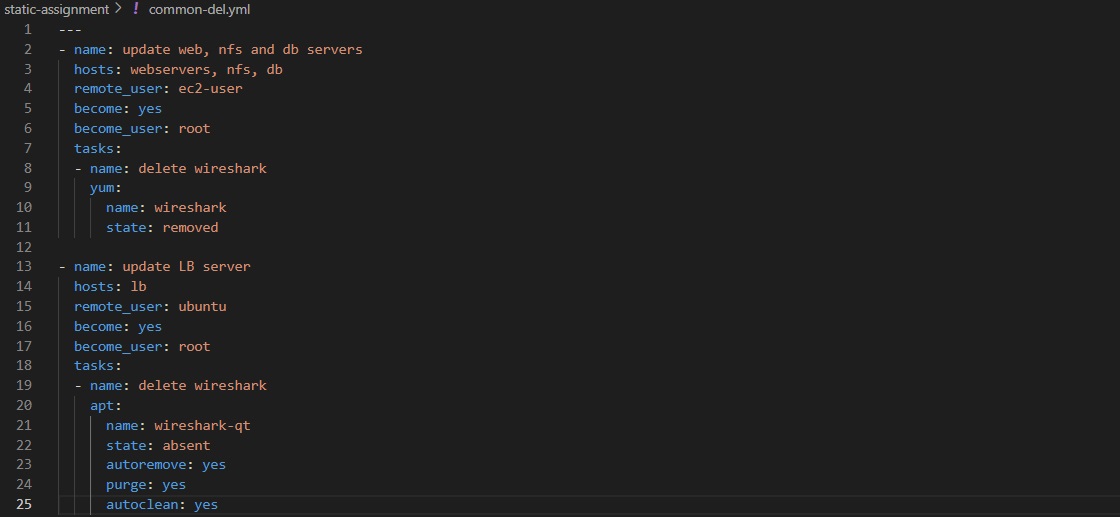 static-assignment > ! common-del.yml
1 ---
2 - name: update web, nfs and db servers
3   hosts: webservers, nfs, db
4   remote_user: ec2-user
5   become: yes
6   become_user: root
7   tasks:
8   - name: delete wireshark
9     yum:
10       name: wireshark
11       state: removed
12
13 - name: update LB server
14   hosts: lb
15   remote_user: ubuntu
16   become: yes
17   become_user: root
18   tasks:
19   - name: delete wireshark
20     apt:
21       name: wireshark-qt
22       state: absent
23       autoremove: yes
24       purge: yes
25       autoclean: yes